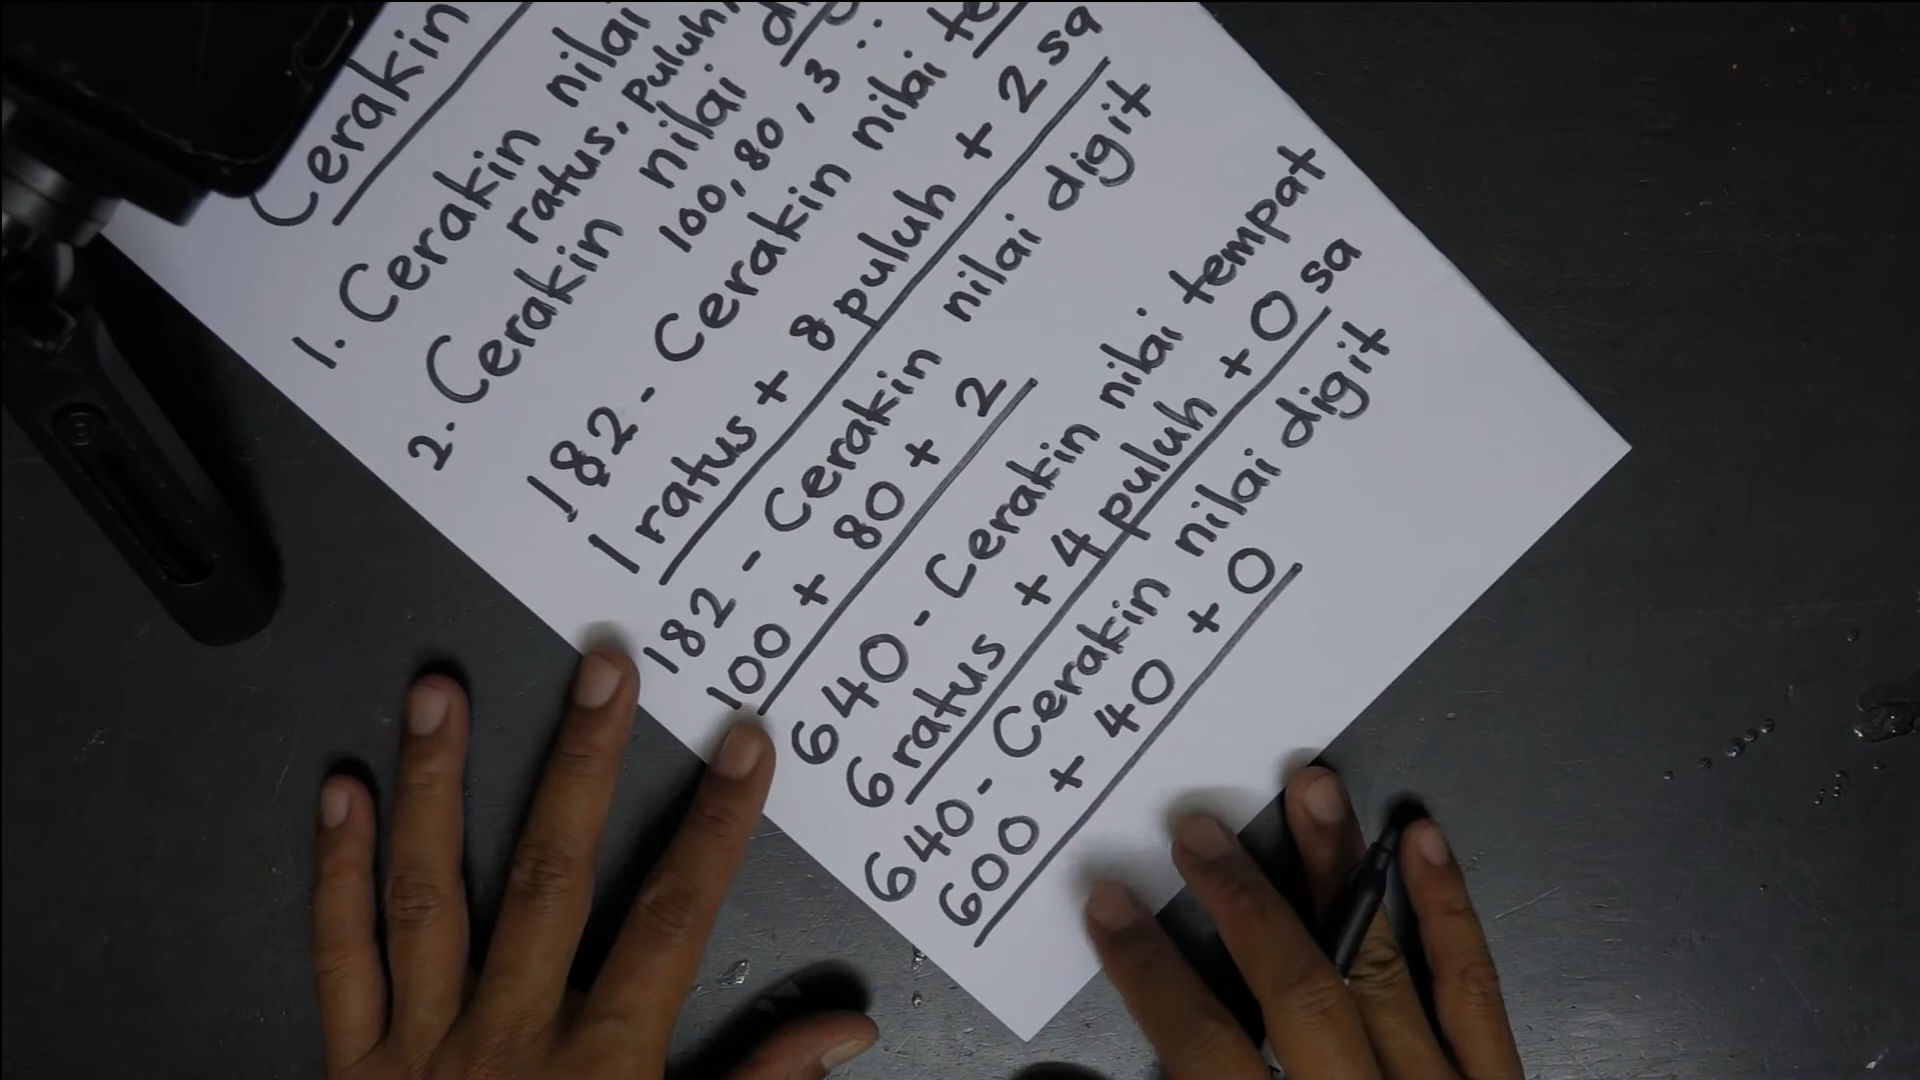 Cerakin
1. Cerakin nilai
ratus, puluh
2. Cerakin nilai
100, 80, 3
182 - Cerakin nilai
1 ratus + 8 puluh + 2 sa
182 - Cerakin nilai digit
100 + 80 + 2
640 - Cerakin nilai tempat
6 ratus + 4 puluh + 0 sa
640 - Cerakin nilai digit
600 + 40 + 0